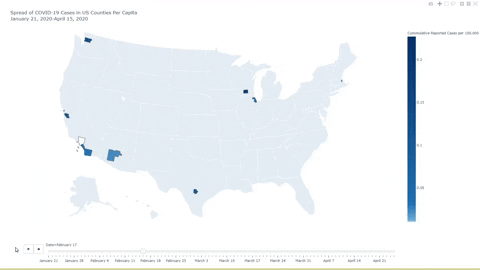 Spread of COVID-19 Cases in US Counties Per Capita
January 21, 2020-April 15, 2020
Cummulative Reported Cases per 100,000
0.2
0.15
0.1
0.05
Date=February 17
January 21 January 28 February 4 February 11 February 18 February 25 March 3 March 10 March 17 March 24 March 31 April 7 April 14 April 21